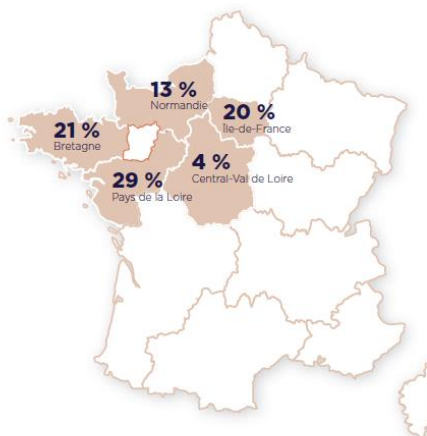 13 %
Normandie
21 %
Bretagne
20 %
Île-de-France
4 %
Central-Val de Loire
29 %
Pays de la Loire